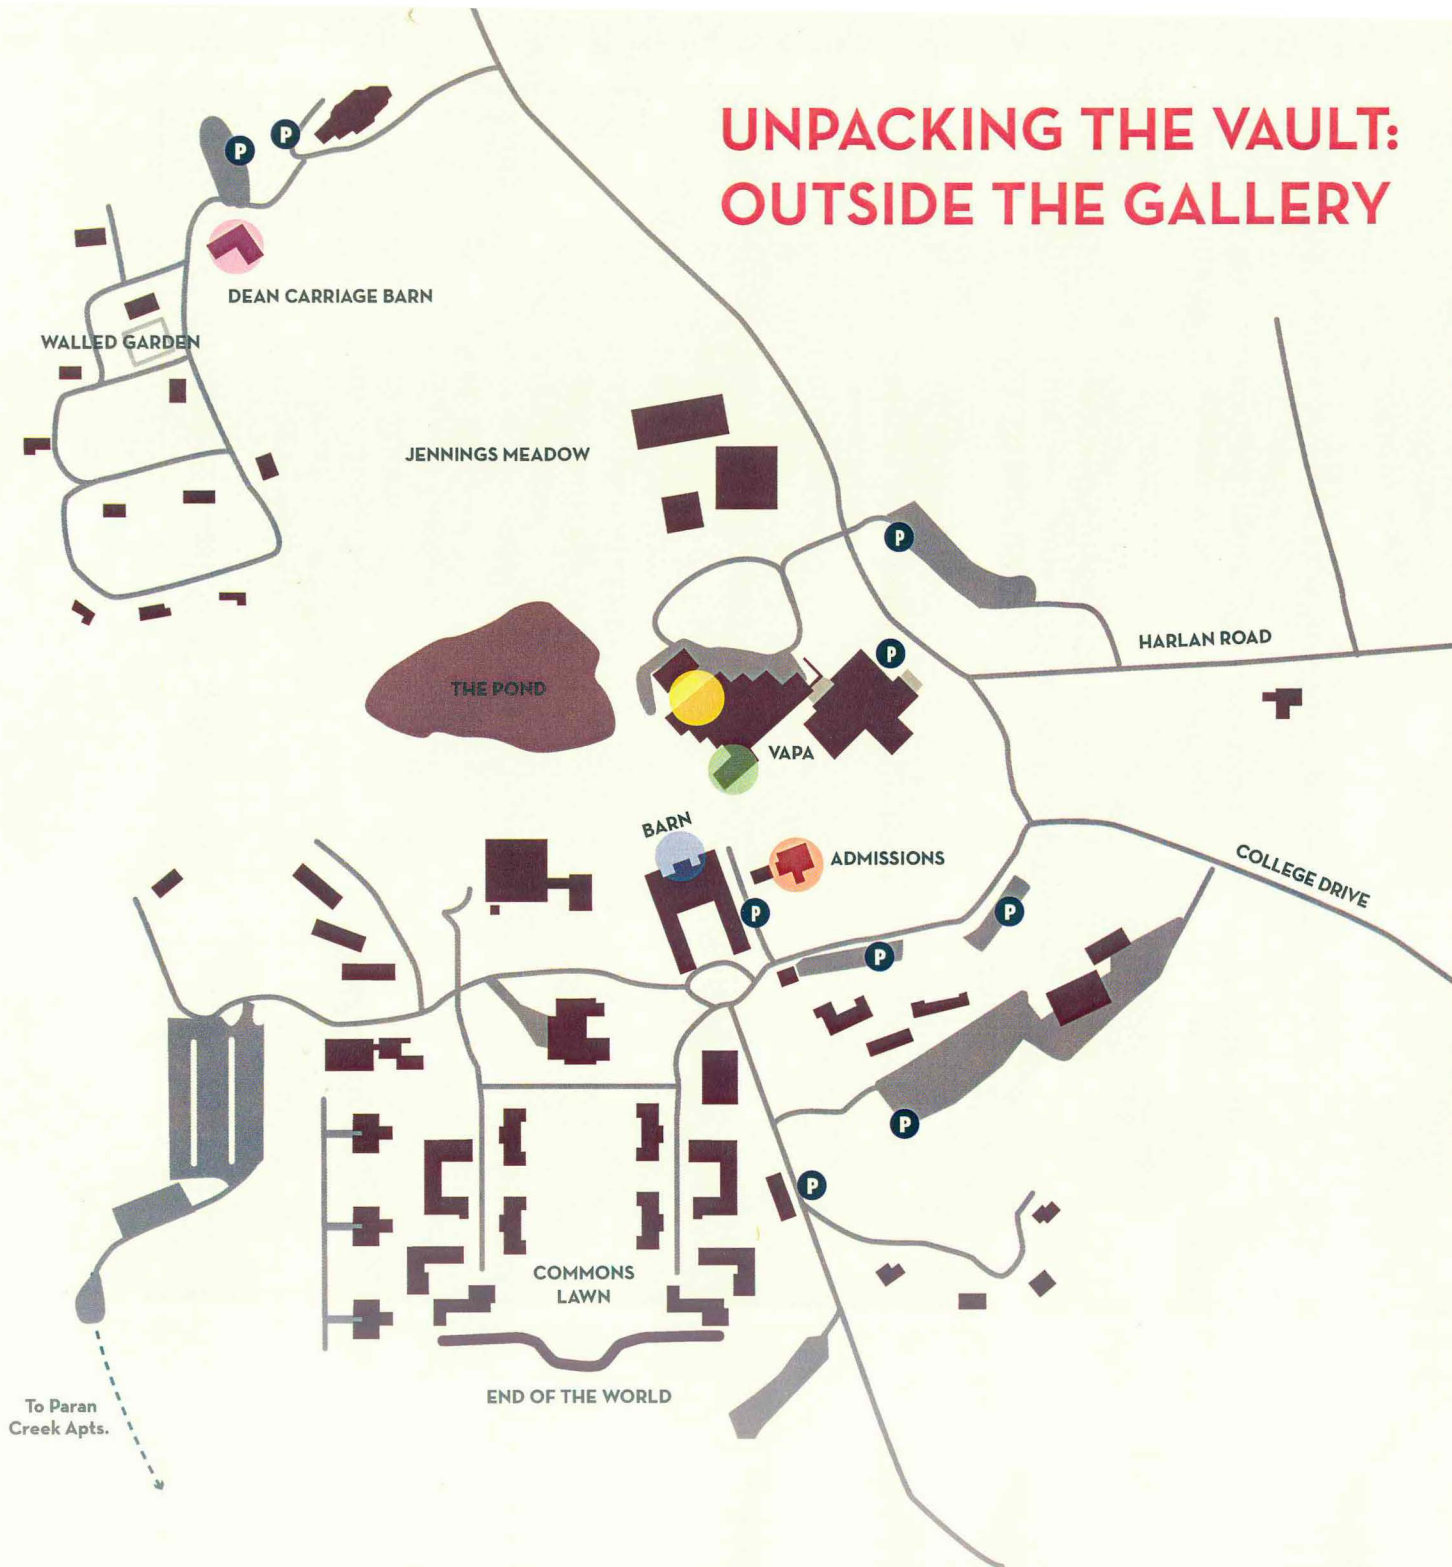 UNPACKING THE VAULT:
OUTSIDE THE GALLERY
P
P
DEAN CARRIAGE BARN
WALLED GARDEN
JENNINGS MEADOW
P
HARLAN ROAD
P
THE POND
VAPA
BARN
ADMISSIONS
COLLEGE DRIVE
P
P
P
P
P
COMMONS
LAWN
END OF THE WORLD
To Paran
Creek Apts.